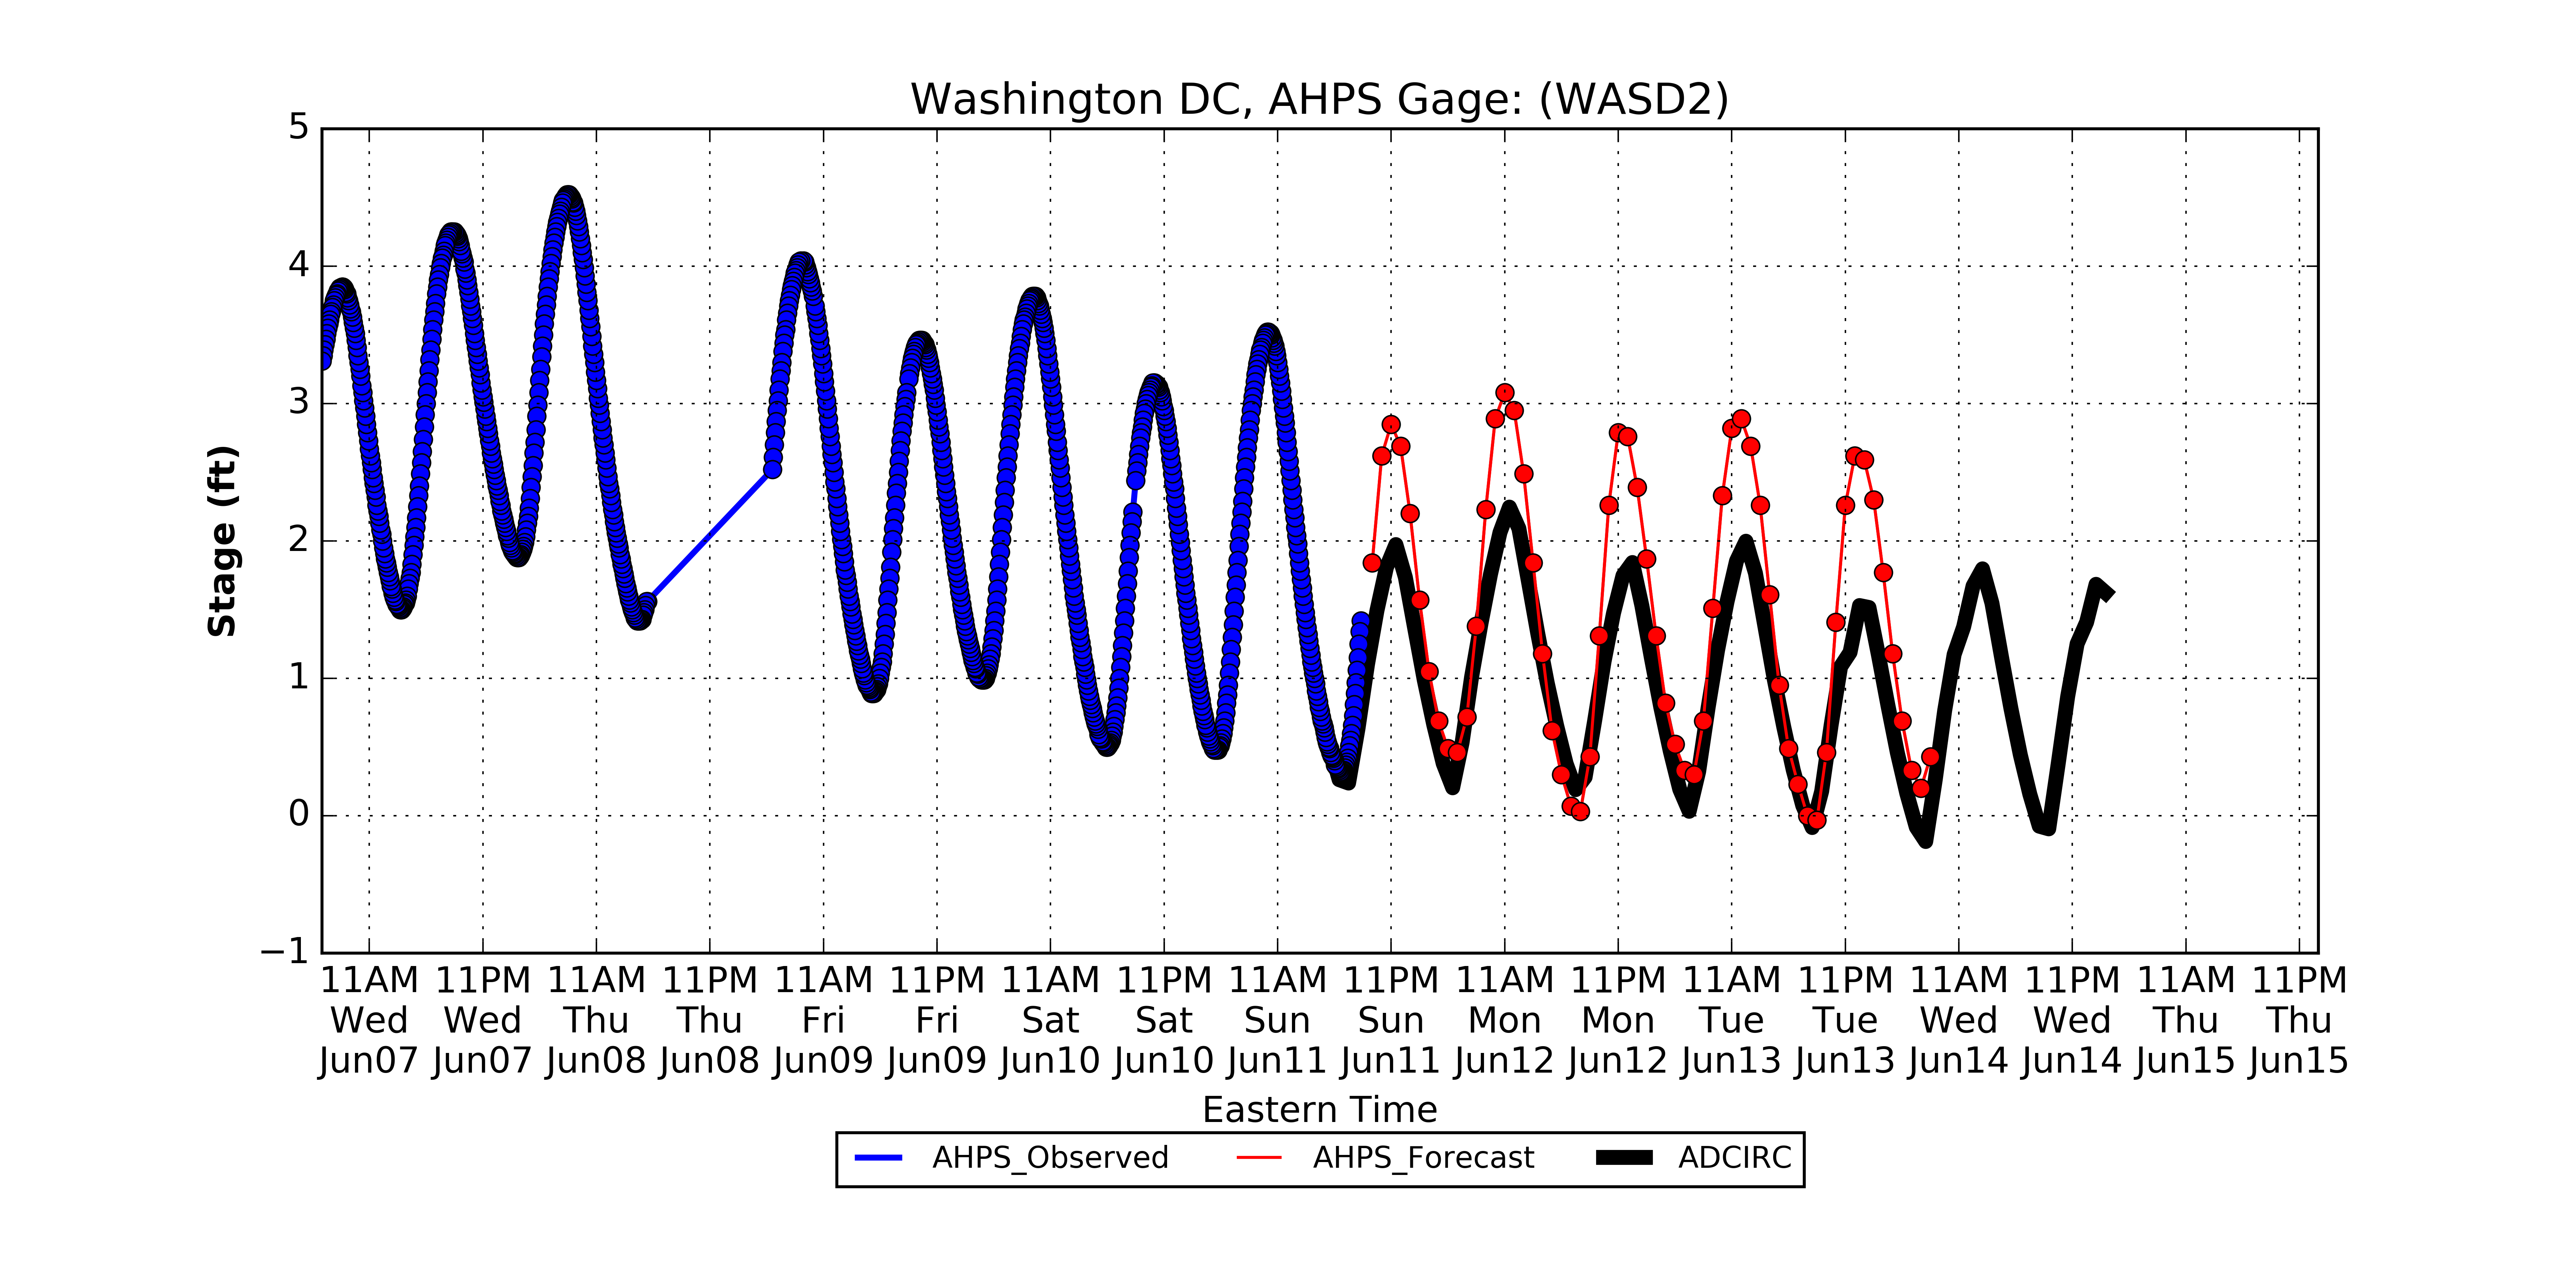 Washington DC, AHPS Gage: (WASD2)
5
4
3
2
1
0
−1
Stage (ft)
11AM 11PM 11AM 11PM 11AM 11PM 11AM 11PM 11AM 11PM 11AM 11PM 11AM 11PM 11AM 11PM 11AM 11PM
Wed Wed Thu Thu Fri Fri Sat Sat Sun Sun Mon Mon Tue Tue Wed Wed Thu Thu
Jun07 Jun07 Jun08 Jun08 Jun09 Jun09 Jun10 Jun10 Jun11 Jun11 Jun12 Jun12 Jun13 Jun13 Jun14 Jun14 Jun15 Jun15
Eastern Time
AHPS_Observed AHPS_Forecast ADCIRC